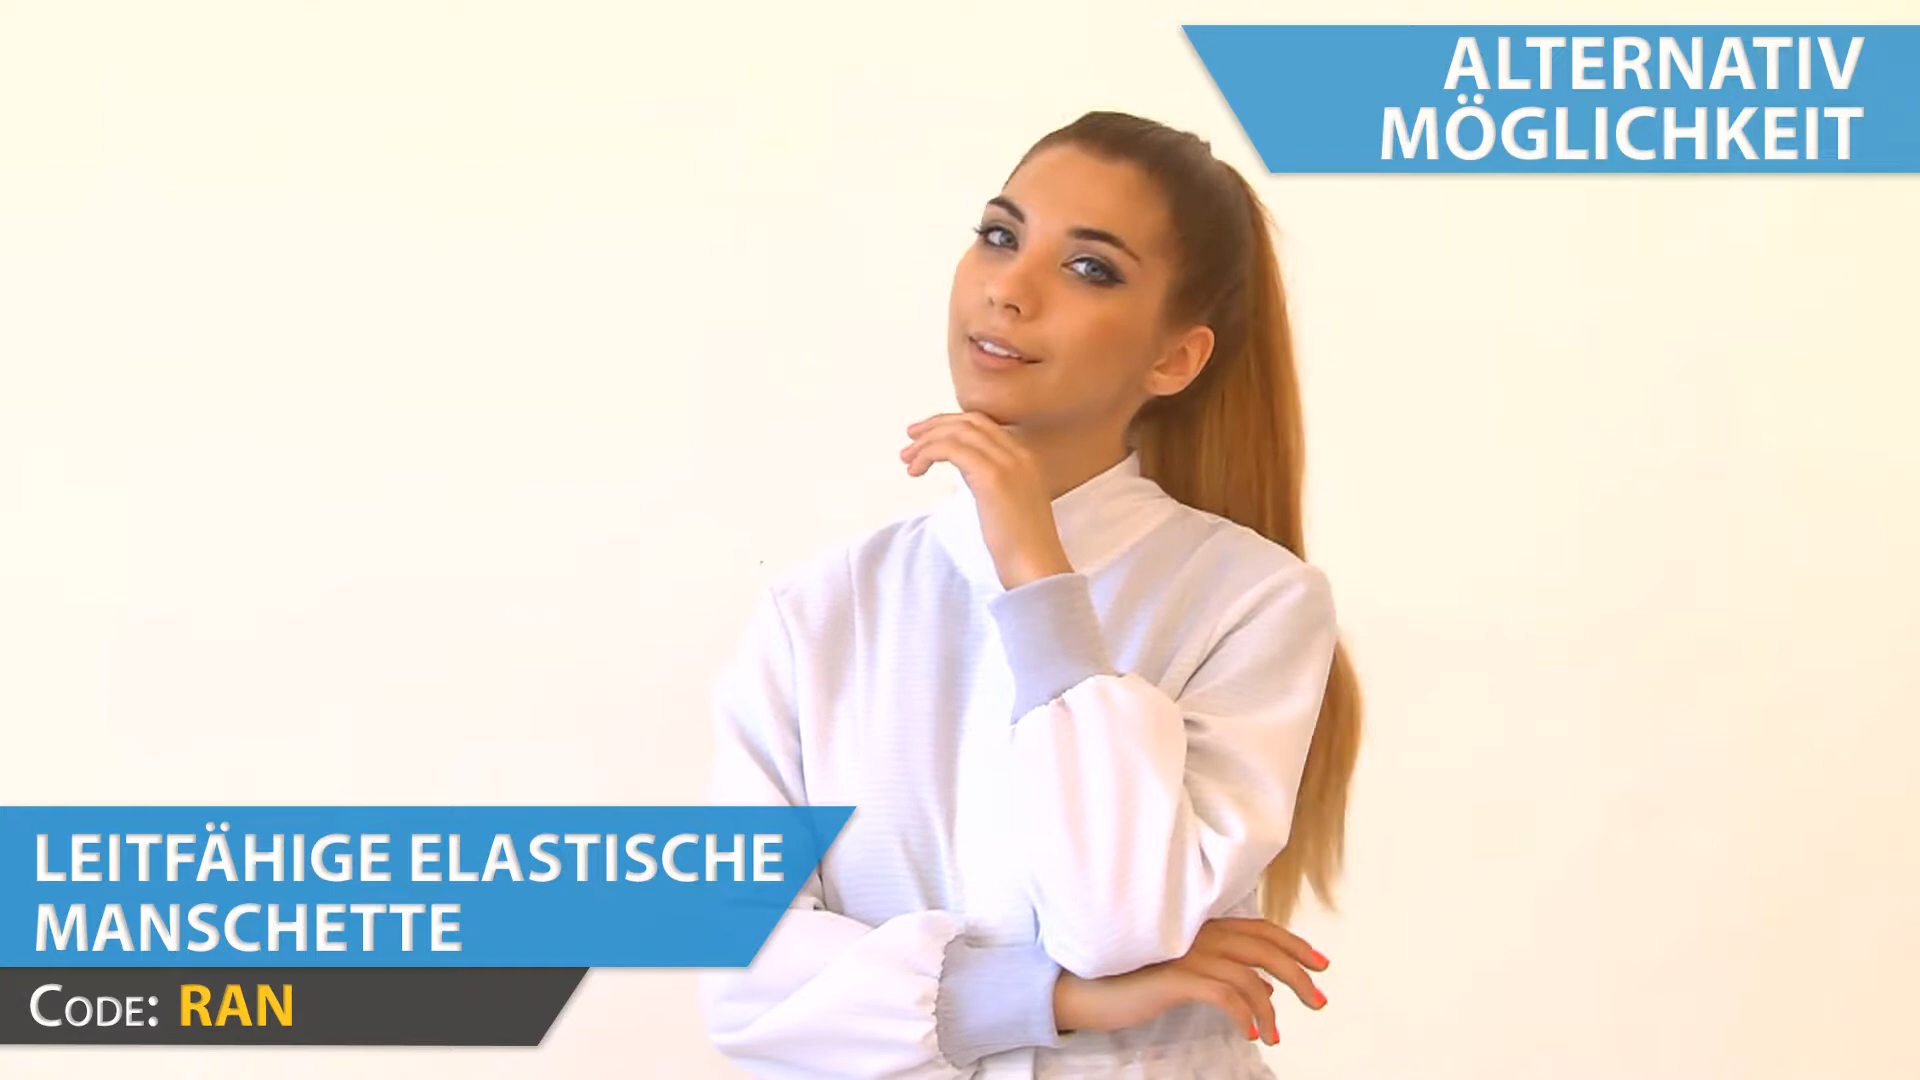 ALTERNATIV
MÖGLICHKEIT
LEITFÄHIGE ELASTISCHE
MANSCHETTE
CODE: RAN